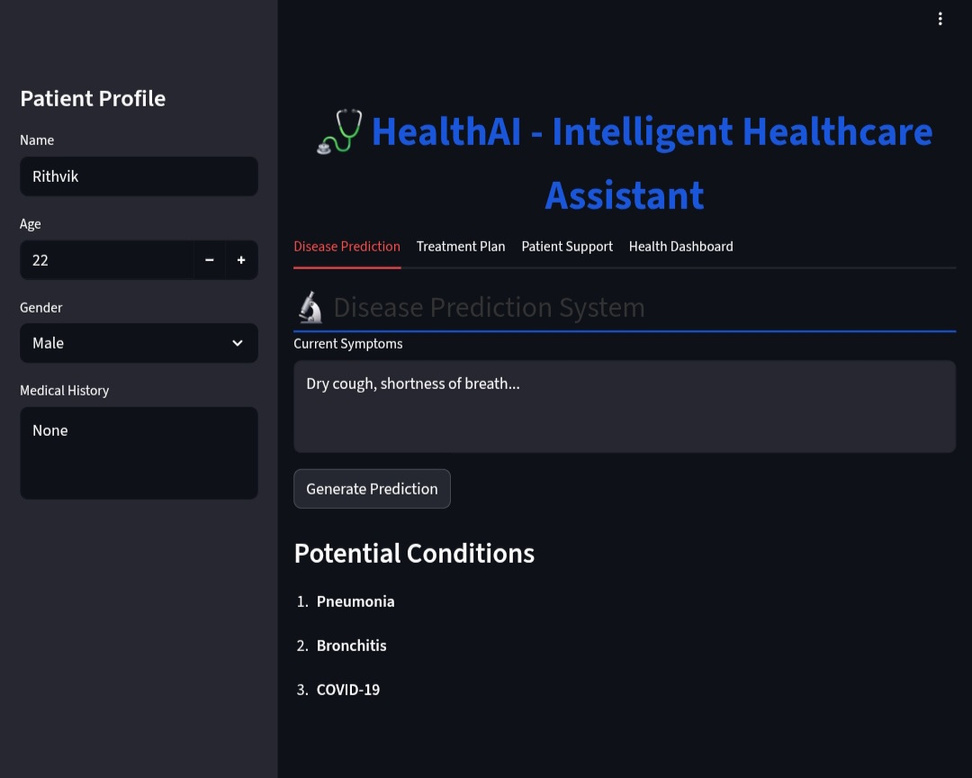 Patient Profile
Name
Rithvik
Age
22
Gender
Male
Medical History
None
HealthAI - Intelligent Healthcare
Assistant
Disease Prediction Treatment Plan Patient Support Health Dashboard
Disease Prediction System
Current Symptoms
Dry cough, shortness of breath...
Generate Prediction
Potential Conditions
1. Pneumonia
2. Bronchitis
3. COVID-19